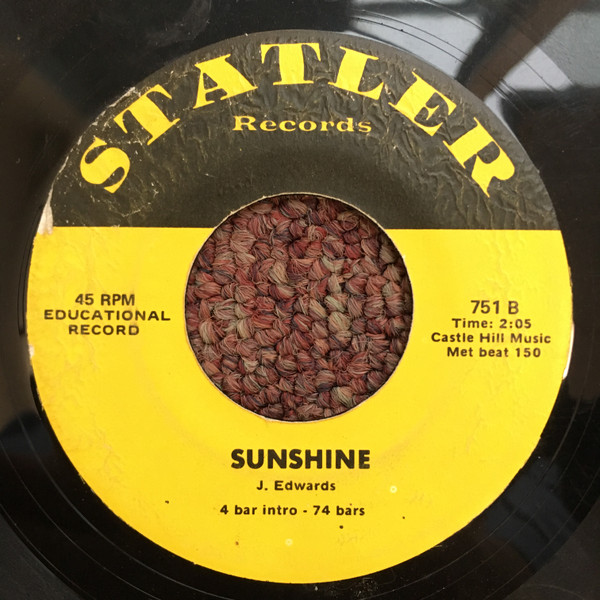 STATLER
Records
45 RPM
EDUCATIONAL
RECORD
751 B
Time: 2:05
Castle Hill Music
Met beat 150
SUNSHINE
J. Edwards
4 bar intro - 74 bars